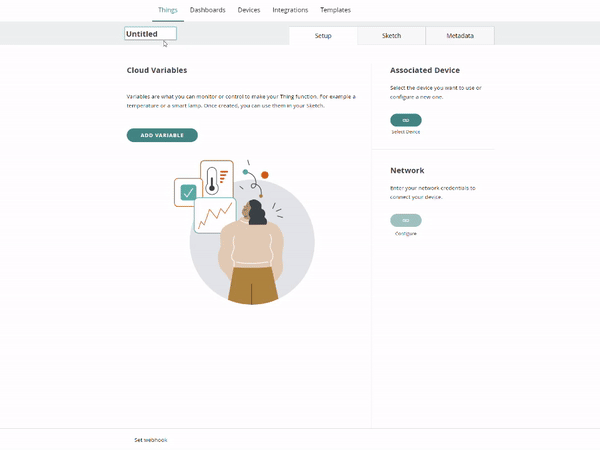 Things Dashboards Devices Integrations Templates
Untitled
Setup Sketch Metadata
Cloud Variables
Variables are what you can monitor or control to make your Thing function. For example a
temperature or a smart lamp. Once created, you can use them in your Sketch.
ADD VARIABLE
Associated Device
Select the device you want to use or
configure a new one.
Select Device
Network
Enter your network credentials to
connect your device.
Configure
Set webhook